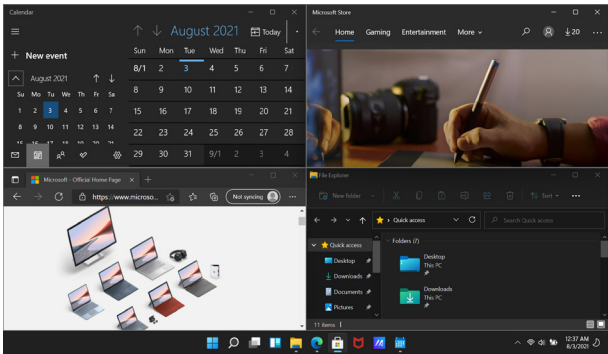 Calendar
August 2021
Today
New event
Sun Mon Tue Wed Thu Fri Sat
8/1 2 3 4 5 6 7
8 9 10 11 12 13 14
15 16 17 18 19 20 21
22 23 24 25 26 27 28
29 30 31 9/1 2 3 4
August 2021
Su Mo Tu We Th Fr Sa
1 2 3 4 5 6 7
8 9 10 11 12 13 14
Microsoft Store
Home Gaming Entertainment More
20
Microsoft - Official Home Page
https://www.microso...
Not syncing
File Explorer
New folder
Sort
Quick access
Search Quick access
Quick access
Desktop
Downloads
Documents
Pictures
Folders (7)
Desktop
This PC
Downloads
This PC
11 items
12:37 AM
8/3/2021